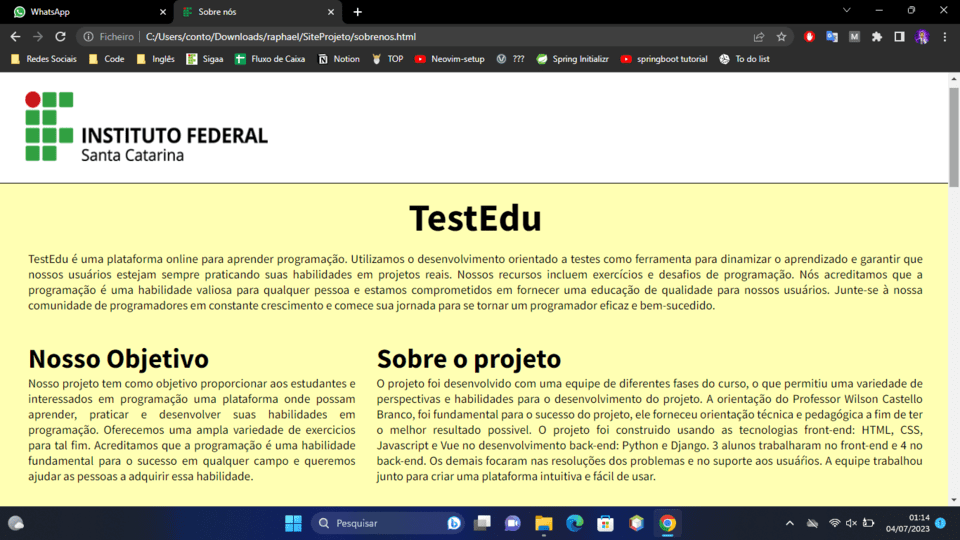 WhatsApp
Sobre nós
Ficheiro
C:/Users/conto/Downloads/raphael/SiteProjeto/sobrenos.html
Redes Sociais
Code
Inglês
Sigaa
Fluxo de Caixa
Notion
TOP
Neovim-setup
???
Spring Initializr
springboot tutorial
To do list
INSTITUTO FEDERAL
Santa Catarina
TestEdu
TestEdu é uma plataforma online para aprender programação. Utilizamos o desenvolvimento orientado a testes como ferramenta para dinamizar o aprendizado e garantir que
nossos usuários estejam sempre praticando suas habilidades em projetos reais. Nossos recursos incluem exercícios e desafios de programação. Nós acreditamos que a
programação é uma habilidade valiosa para qualquer pessoa e estamos comprometidos em fornecer uma educação de qualidade para nossos usuários. Junte-se à nossa
comunidade de programadores em constante crescimento e comece sua jornada para se tornar um programador eficaz e bem-sucedido.
Nosso Objetivo
Nosso projeto tem como objetivo proporcionar aos estudantes e
interessados em programação uma plataforma onde possam
aprender, praticar e desenvolver suas habilidades em
programação. Oferecemos uma ampla variedade de exercicios
para tal fim. Acreditamos que a programação é uma habilidade
fundamental para o sucesso em qualquer campo e queremos
ajudar as pessoas a adquirir essa habilidade.
Sobre o projeto
O projeto foi desenvolvido com uma equipe de diferentes fases do curso, o que permitiu uma variedade de
perspectivas e habilidades para o desenvolvimento do projeto. A orientação do Professor Wilson Castello
Branco, foi fundamental para o sucesso do projeto, ele forneceu orientação técnica e pedagógica a fim de ter
o melhor resultado possivel. O projeto foi construido usando as tecnologias front-end: HTML, CSS,
Javascript e Vue no desenvolvimento back-end: Python e Django. 3 alunos trabalharam no front-end e 4 no
back-end. Os demais focaram nas resoluções dos problemas e no suporte aos usuáŕios. A equipe trabalhou
junto para criar uma plataforma intuitiva e fácil de usar.
Pesquisar
01:14
04/07/2023
1